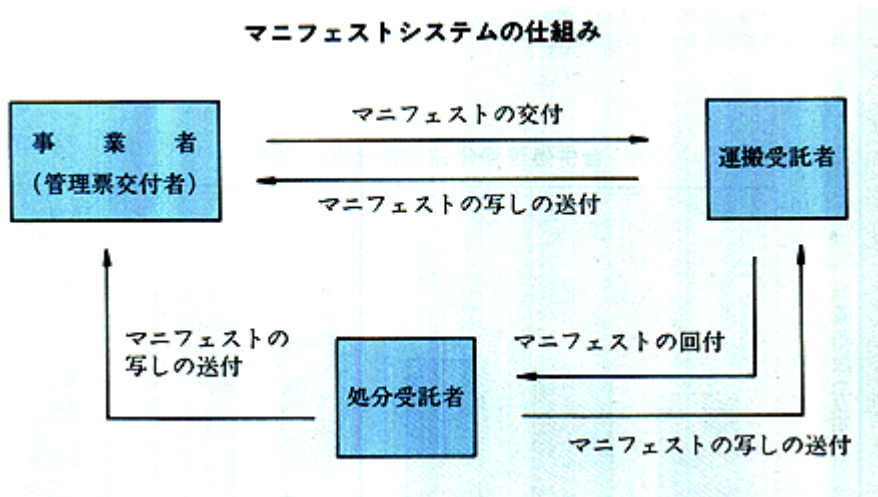 マニフェストシステムの仕組み
マニフェストの交付
事業者
(管理票交付者)
運搬受託者
マニフェストの写しの送付
マニフェストの
写しの送付
マニフェストの回付
処分受託者
マニフェストの写しの送付